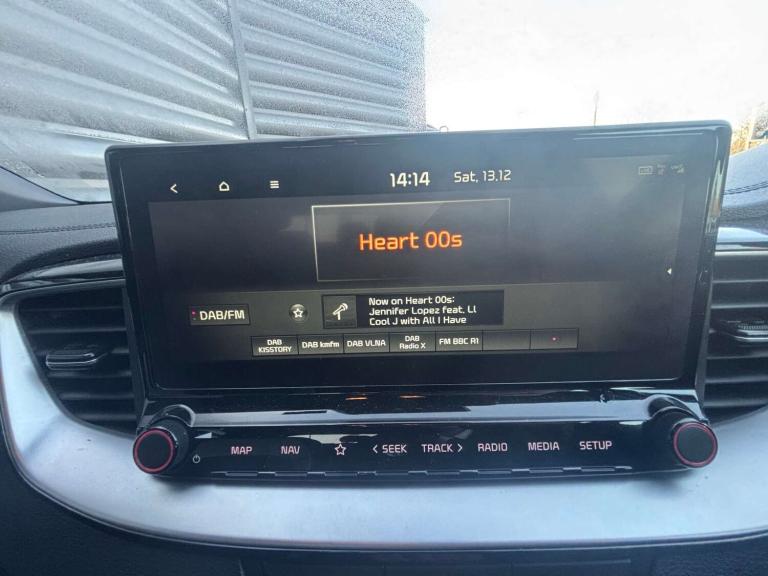 14:14 Sat, 13.12
Heart 00s
DAB/FM
Now on Heart 00s:
Jennifer Lopez feat. Ll
Cool J with All I Have
DAB
KISSTORY
DAB kmfm
DAB VLNA
DAB
Radio X
FM BBC R1
MAP NAV < SEEK TRACK > RADIO MEDIA SETUP